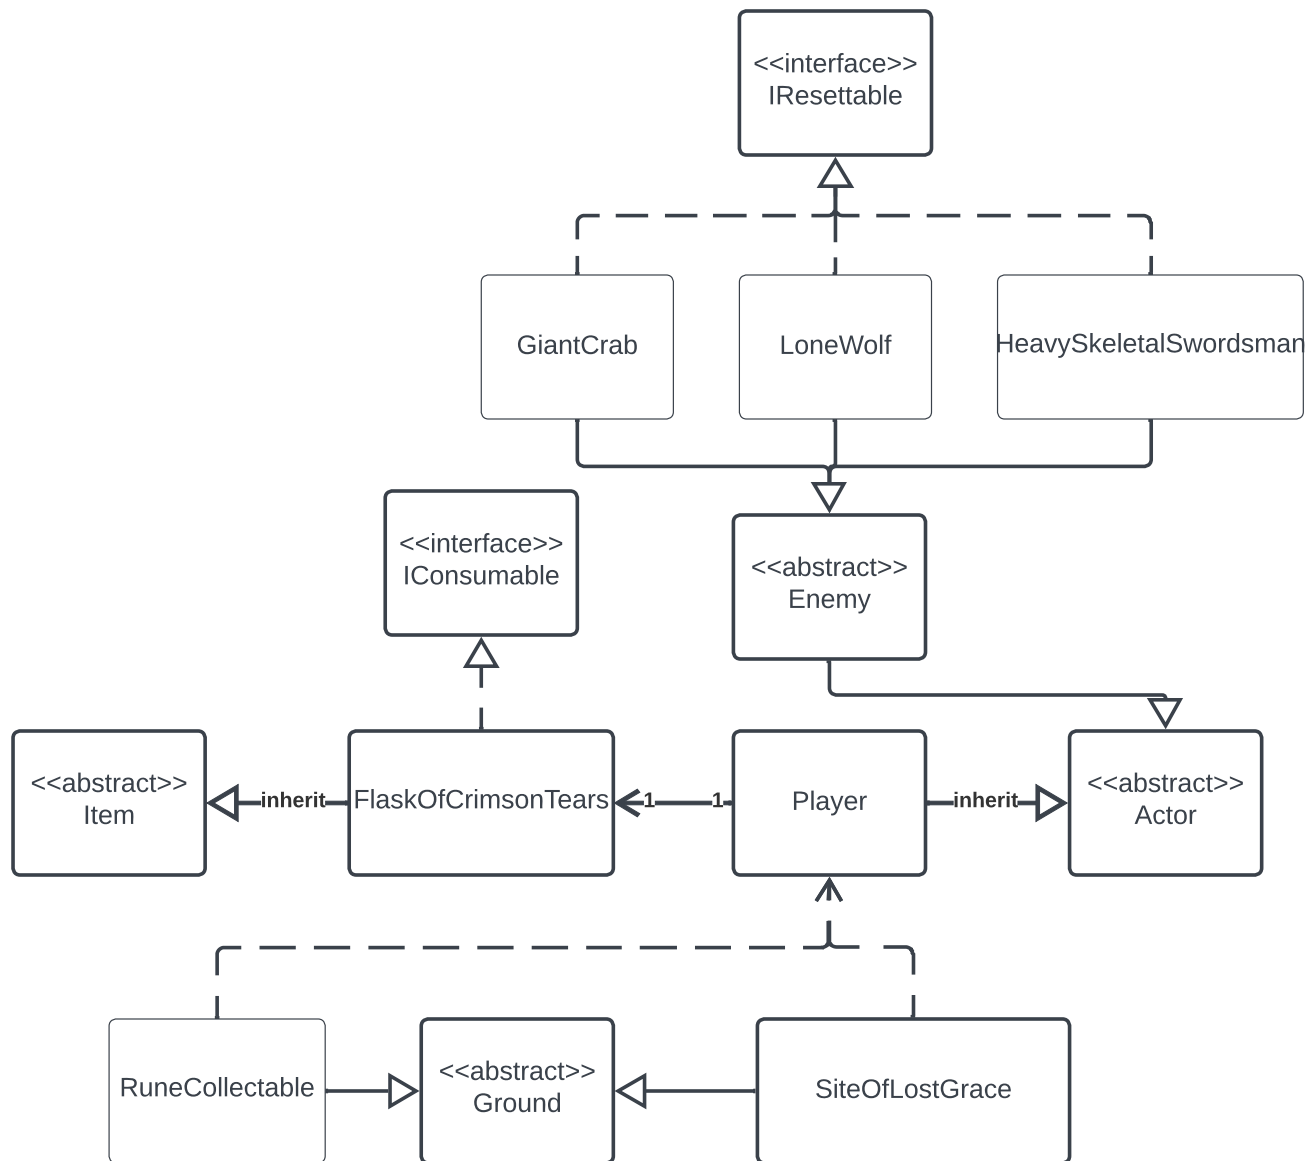 <<interface>>
IResettable
GiantCrab
LoneWolf
HeavySkeletalSwordsman
<<interface>>
IConsumable
<<abstract>>
Enemy
<<abstract>>
Item
inherit
FlaskOfCrimsonTears
1
1
Player
inherit
<<abstract>>
Actor
RuneCollectable
<<abstract>>
Ground
SiteOfLostGrace